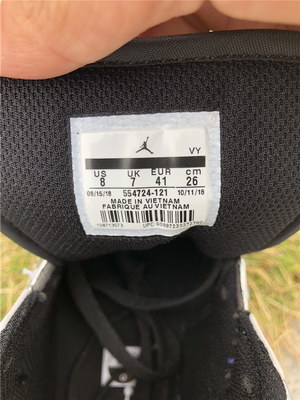 VY
US UK EUR cm
8 7 41 26
08/15/18 554724-121 10/11/18
MADE IN VIETNAM
FABRIQUE AU VIETNAM
UPC